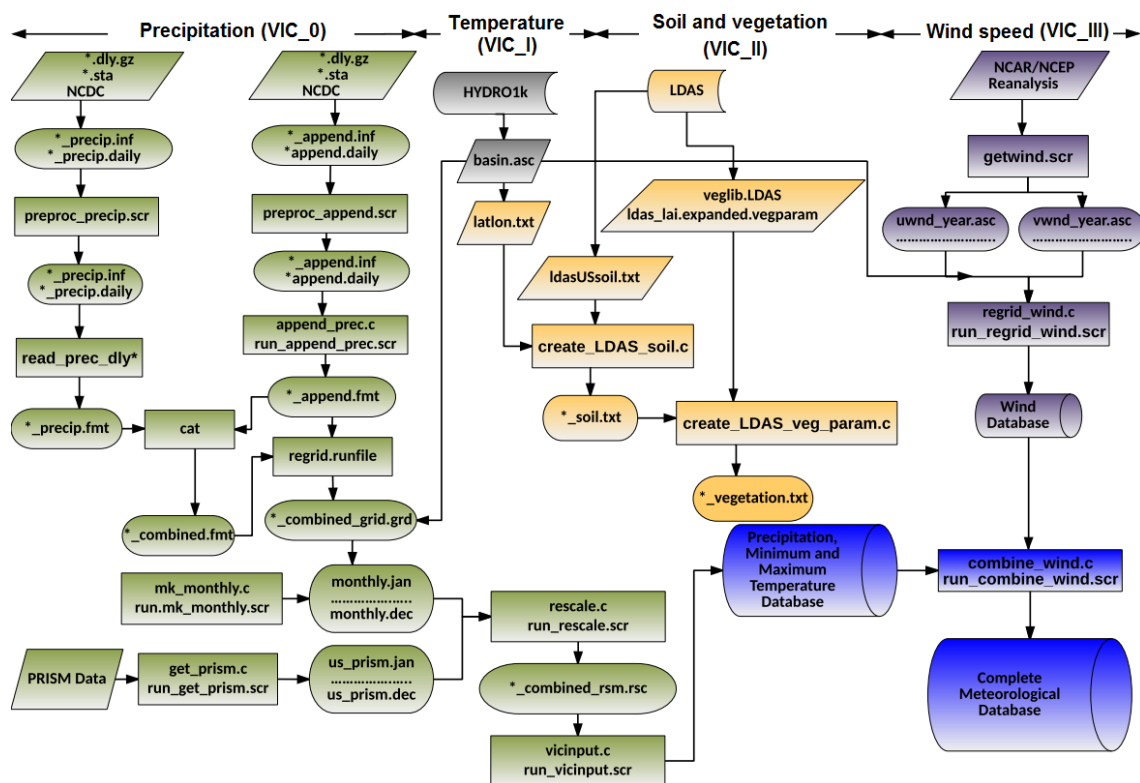 Precipitation (VIC_0)
Temperature
(VIC_I)
Soil and vegetation
(VIC_II)
Wind speed (VIC_III)
*.dly.gz
*.sta
NCDC
*_precip.inf
*_precip.daily
preproc_precip.scr
*_precip.inf
*_precip.daily
read_prec_dly*
*_precip.fmt
cat
*_combined.fmt
*.dly.gz
*.sta
NCDC
*_append.inf
*append.daily
preproc_append.scr
*_append.inf
*append.daily
append_prec.c
run_append_prec.scr
*_append.fmt
regrid.runfile
*_combined_grid.grd
mk_monthly.c
run.mk_monthly.scr
monthly.jan
....................
monthly.dec
PRISM Data
get_prism.c
run_get_prism.scr
us_prism.jan
....................
us_prism.dec
rescale.c
run_rescale.scr
*_combined_rsm.rsc
vicinput.c
run_vicinput.scr
HYDRO1k
basin.asc
latlon.txt
LDAS
veglib.LDAS
ldas_lai.expanded.vegparam
ldasUSsoil.txt
create_LDAS_soil.c
*_soil.txt
create_LDAS_veg_param.c
*_vegetation.txt
Precipitation,
Minimum and
Maximum
Temperature
Database
NCAR/NCEP
Reanalysis
getwind.scr
uwnd_year.asc
..........................
vwnd_year.asc
..........................
regrid_wind.c
run_regrid_wind.scr
Wind
Database
combine_wind.c
run_combine_wind.scr
Complete
Meteorological
Database